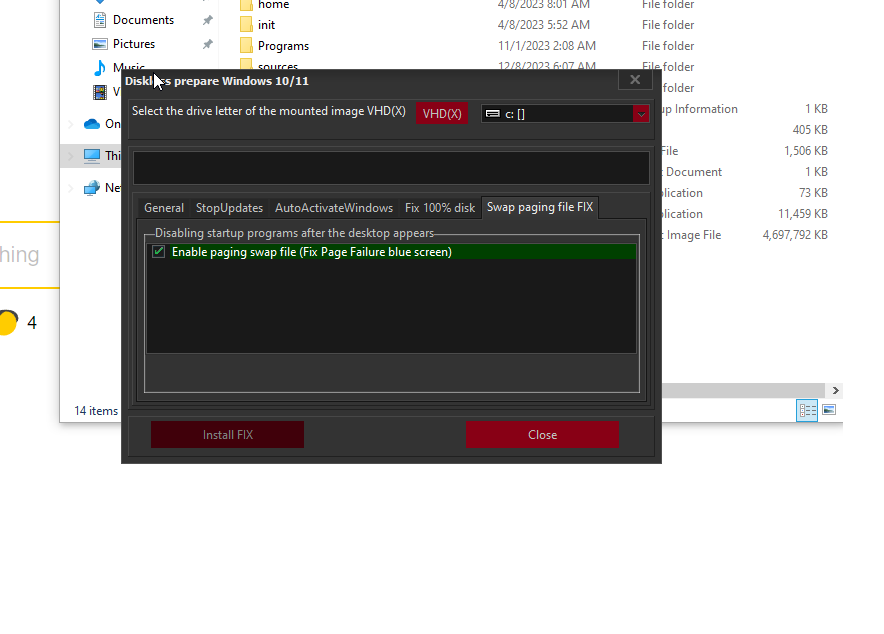 home 4/8/2023 8:01 AM File folder
Documents init 4/8/2023 5:52 AM File folder
Pictures Programs 11/1/2023 2:08 AM File folder
Music sources 12/8/2023 6:07 AM File folder
Diskless prepare Windows 10/11
folder
V
Select the drive letter of the mounted image VHD(X) VHD(X) c: []
up Information 1 KB
On 405 KB
Thi File 1,506 KB
Document 1 KB
Net plication 73 KB
General StopUpdates AutoActivateWindows Fix 100% disk Swap paging file FIX
plication 11,459 KB
Disabling startup programs after the desktop appears
Image File 4,697,792 KB
hing Enable paging swap file (Fix Page Failure blue screen)
4
14 items
Install FIX Close